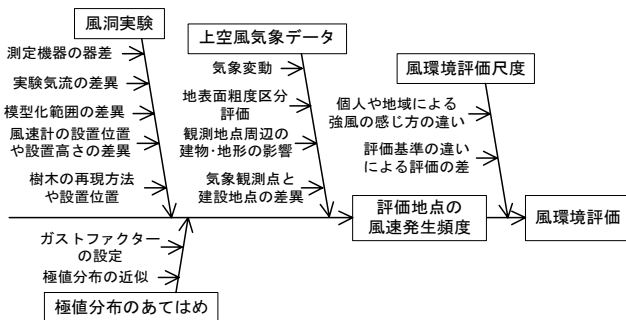 風洞実験
測定機器の器差
実験気流の差異
模型化範囲の差異
風速計の設置位置
や設置高さの差異
樹木の再現方法
や設置位置
上空風気象データ
気象変動
地表面粗度区分
評価
観測地点周辺の
建物・地形の影響
気象観測点と
建設地点の差異
風環境評価尺度
個人や地域による
強風の感じ方の違い
評価基準の違い
による評価の差
評価地点の
風速発生頻度
風環境評価
ガストファクター
の設定
極値分布の近似
極値分布のあてはめ